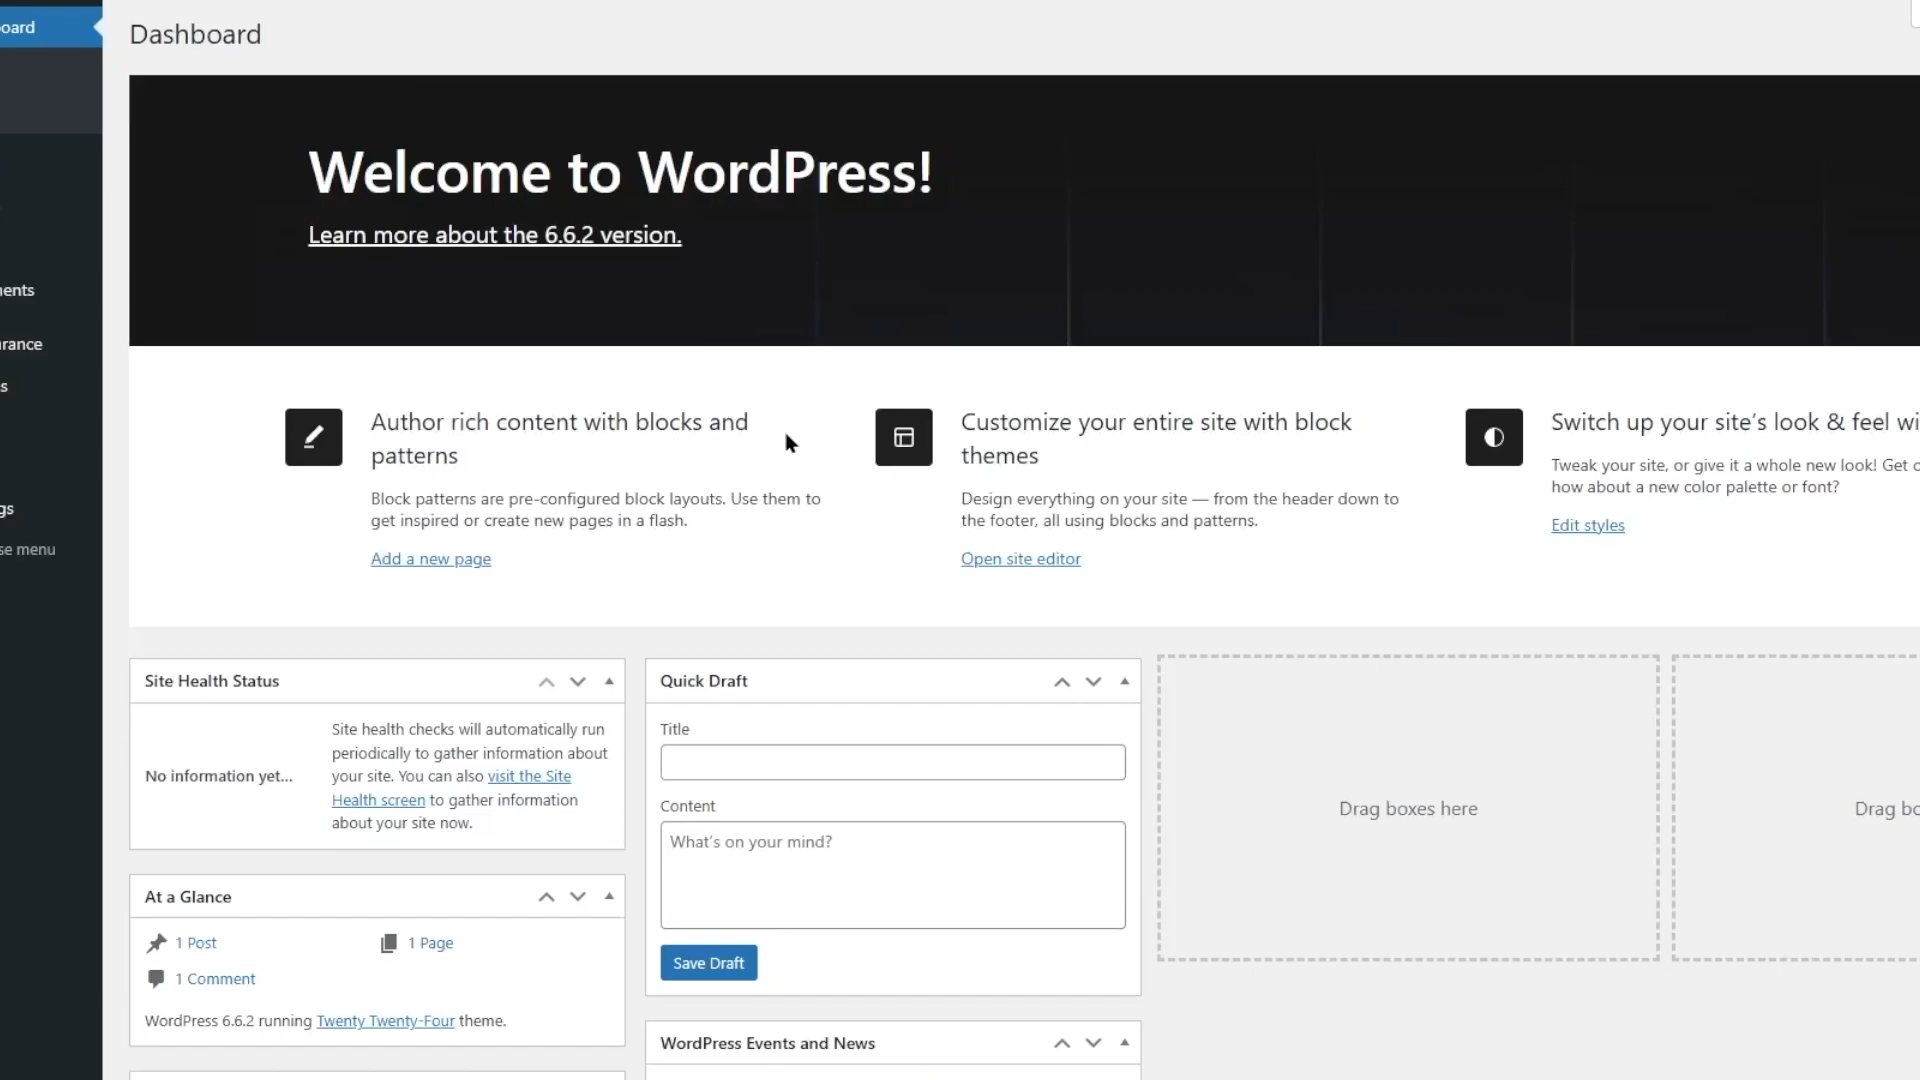 oard
ents
rance
s
gs
se menu
Dashboard
Welcome to WordPress!
Learn more about the 6.6.2 version.
Author rich content with blocks and
patterns
Block patterns are pre-configured block layouts. Use them to
get inspired or create new pages in a flash.
Add a new page
Customize your entire site with block
themes
Design everything on your site — from the header down to
the footer, all using blocks and patterns.
Open site editor
Switch up your site’s look & feel wi
Tweak your site, or give it a whole new look! Get c
how about a new color palette or font?
Edit styles
Site Health Status
No information yet...
Site health checks will automatically run
periodically to gather information about
your site. You can also visit the Site
Health screen to gather information
about your site now.
At a Glance
1 Post
1 Page
1 Comment
WordPress 6.6.2 running Twenty Twenty-Four theme.
Quick Draft
Title
Content
What’s on your mind?
Save Draft
WordPress Events and News
Drag boxes here
Drag bo